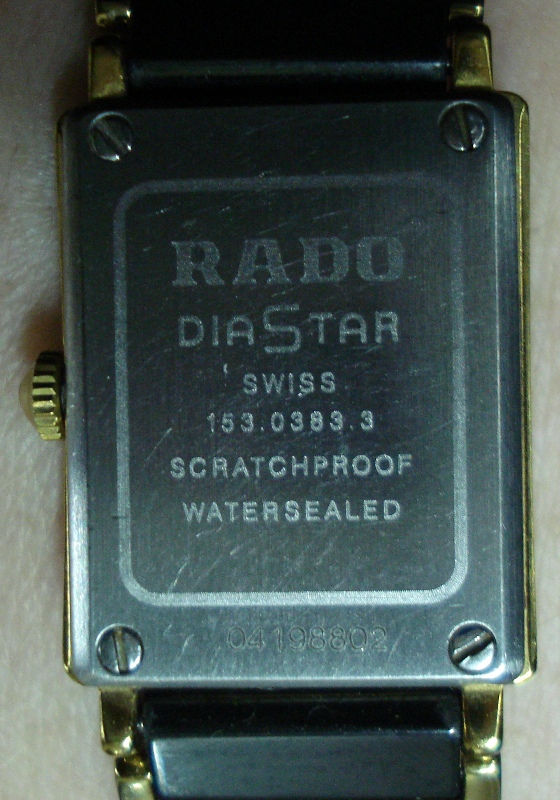 RADO
DIASTAR
SWISS
153.0383.3
SCRATCHPROOF
WATERSEALED
04198802